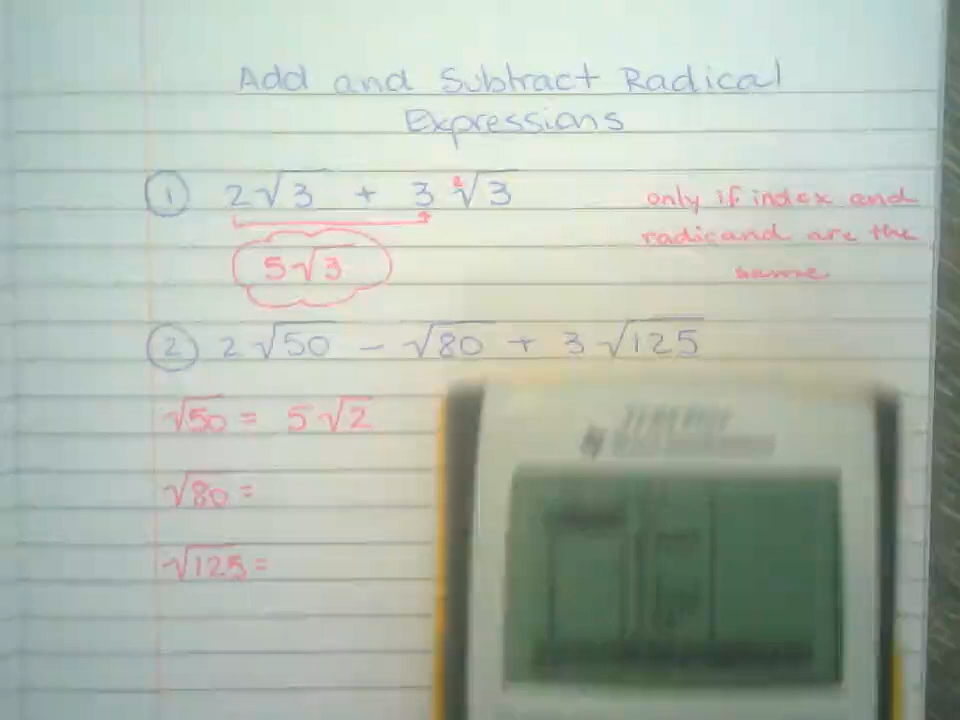 Add and Subtract Radical
Expressions
① 2√3 + 3 ²√3
only if index and
radicand are the
same
5√3
② 2√50 - √80 + 3√125
√50 = 5√2
√80 =
√125 =